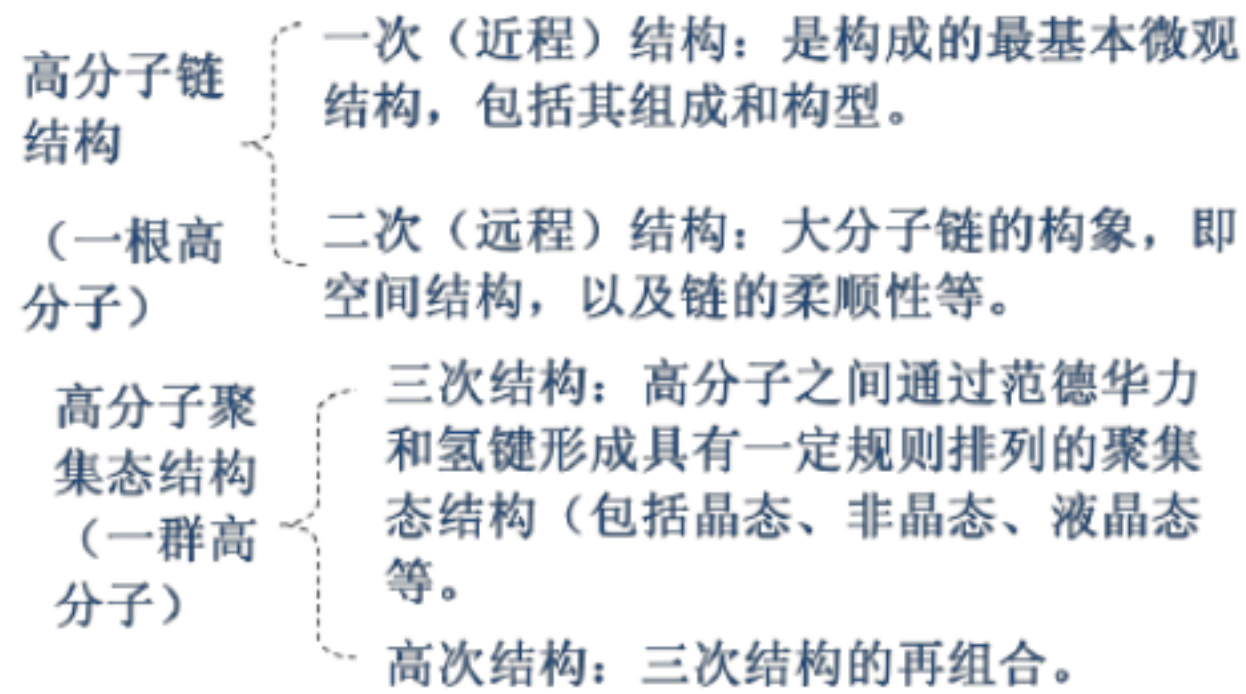 高分子链
结构
（一根高
分子）
一次（近程）结构：是构成的最基本微观
结构，包括其组成和构型。
二次（远程）结构：大分子链的构象，即
空间结构，以及链的柔顺性等。
高分子聚
集态结构
（一群高
分子）
三次结构：高分子之间通过范德华力
和氢键形成具有一定规则排列的聚集
态结构（包括晶态、非晶态、液晶态
等。
高次结构：三次结构的再组合。